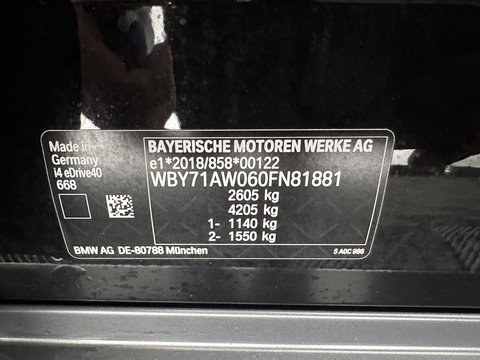 Made in
Germany
i4 eDrive40
668
BAYERISCHE MOTOREN WERKE AG
e1*2018/858*00122
WBY71AW060FN81881
2605 kg
4205 kg
1- 1140 kg
2- 1550 kg
BMW AG DE-80788 München
5 A0C 986